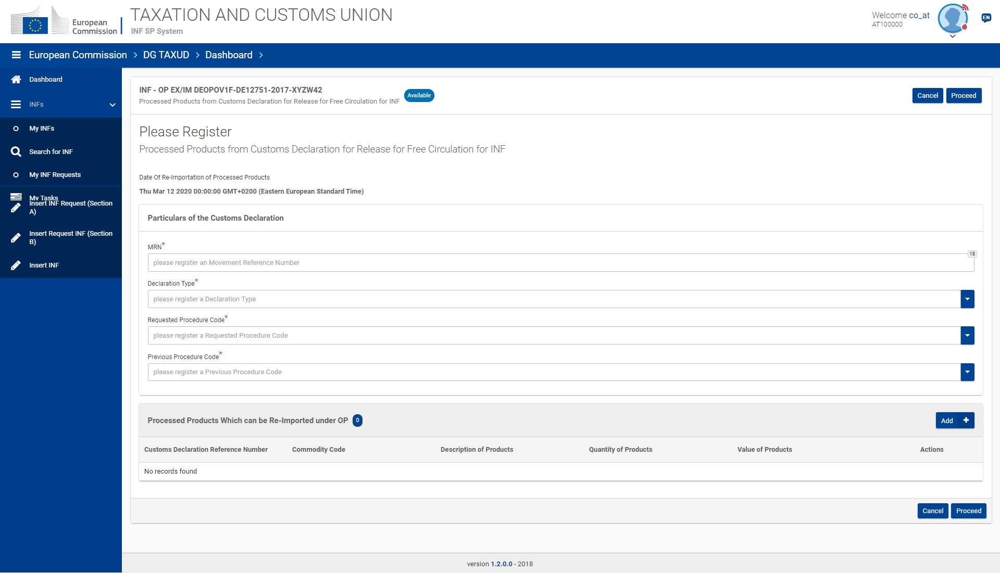 European
Commission
TAXATION AND CUSTOMS UNION
INF SP System
Welcome co_at
AT100000
EN
European Commission > DG TAXUD > Dashboard >
Dashboard
INFs
My INFs
Search for INF
My INF Requests
My Tasks
Insert INF Request (Section
A)
Insert Request INF (Section
B)
Insert INF
INF - OP EX/IM DEOPOV1F-DE12751-2017-XYZW42
Processed Products from Customs Declaration for Release for Free Circulation for INF
Available
Cancel
Proceed
Please Register
Processed Products from Customs Declaration for Release for Free Circulation for INF
Date Of Re-Importation of Processed Products
Thu Mar 12 2020 00:00:00 GMT+0200 (Eastern European Standard Time)
Particulars of the Customs Declaration
MRN*
18
please register an Movement Reference Number
Declaration Type*
please register a Declaration Type
Requested Procedure Code*
please register a Requested Procedure Code
Previous Procedure Code*
please register a Previous Procedure Code
Processed Products Which can be Re-Imported under OP 0
Add +
Customs Declaration Reference Number Commodity Code Description of Products Quantity of Products Value of Products Actions
No records found
Cancel
Proceed
version 1.2.0.0 - 2018